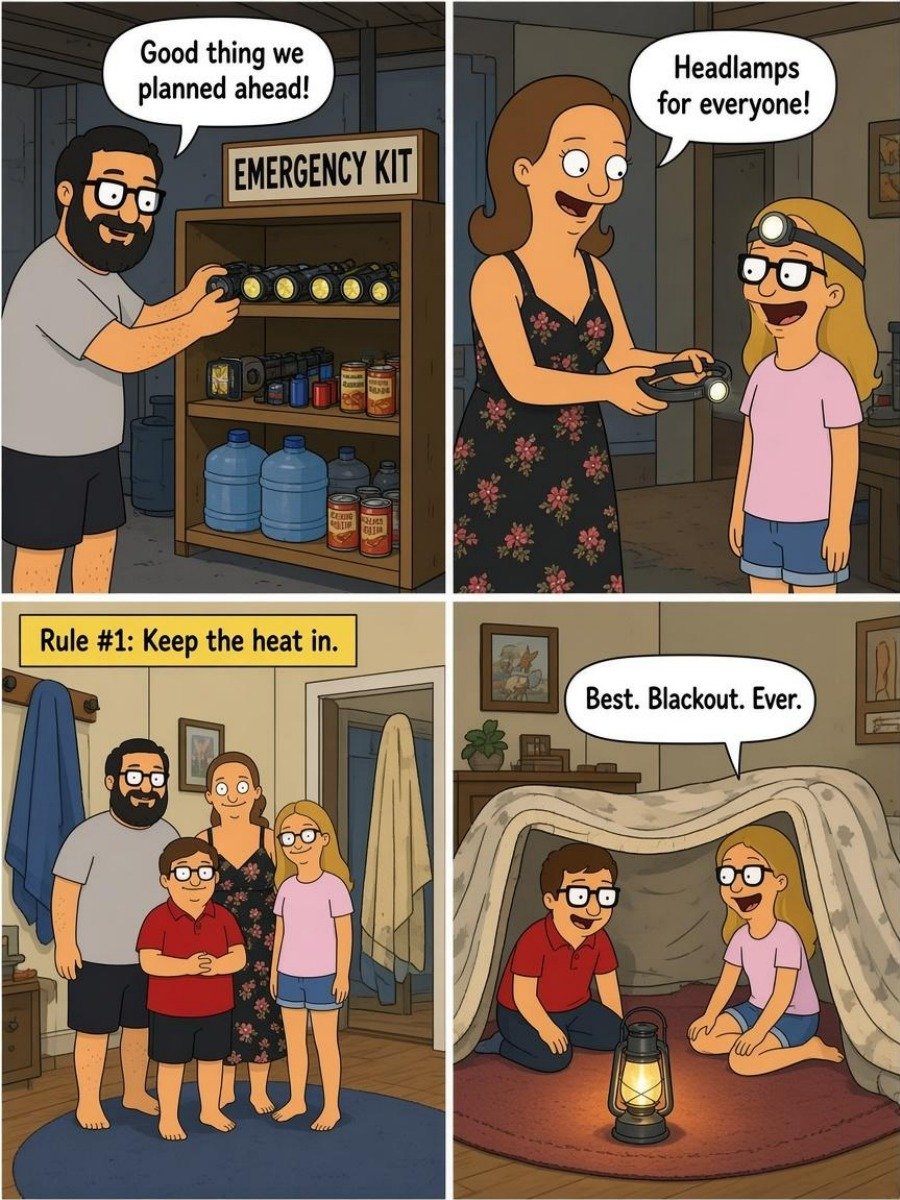 Good thing we
planned ahead!
EMERGENCY KIT
Headlamps
for everyone!
Rule #1: Keep the heat in.
Best. Blackout. Ever.